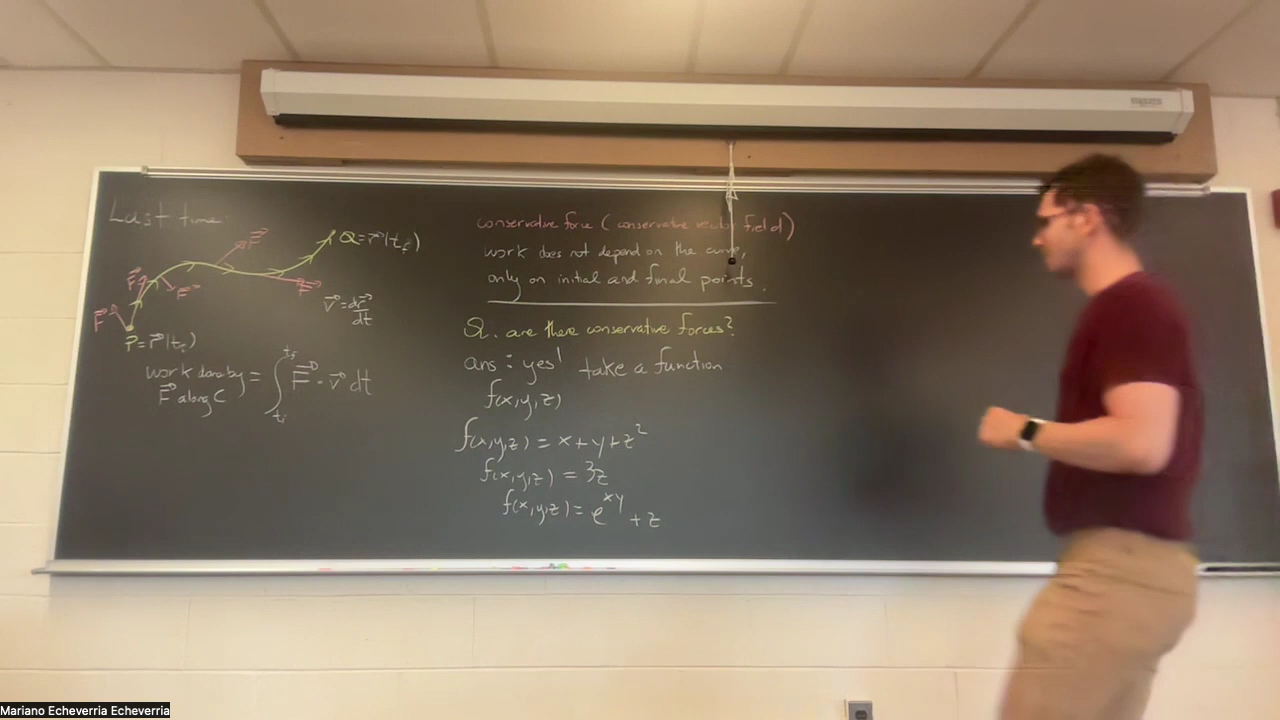 Last time.
F⃗
Q=r⃗(t_f)
F⃗
F⃗
F⃗
F⃗
v⃗=dr⃗/dt
P=r⃗(t_i)
work done by F⃗ along C = ∫_{t_i}^{t_f} F⃗ · v⃗ dt
conservative force (conservative vector field)
work does not depend on the curve,
only on initial and final points.
Q. are there conservative forces?
ans: yes! take a function
f(x,y,z)
f(x,y,z) = x+y+z²
f(x,y,z) = 3z
f(x,y,z) = e^{xy} + z
Mariano Echeverria Echeverria